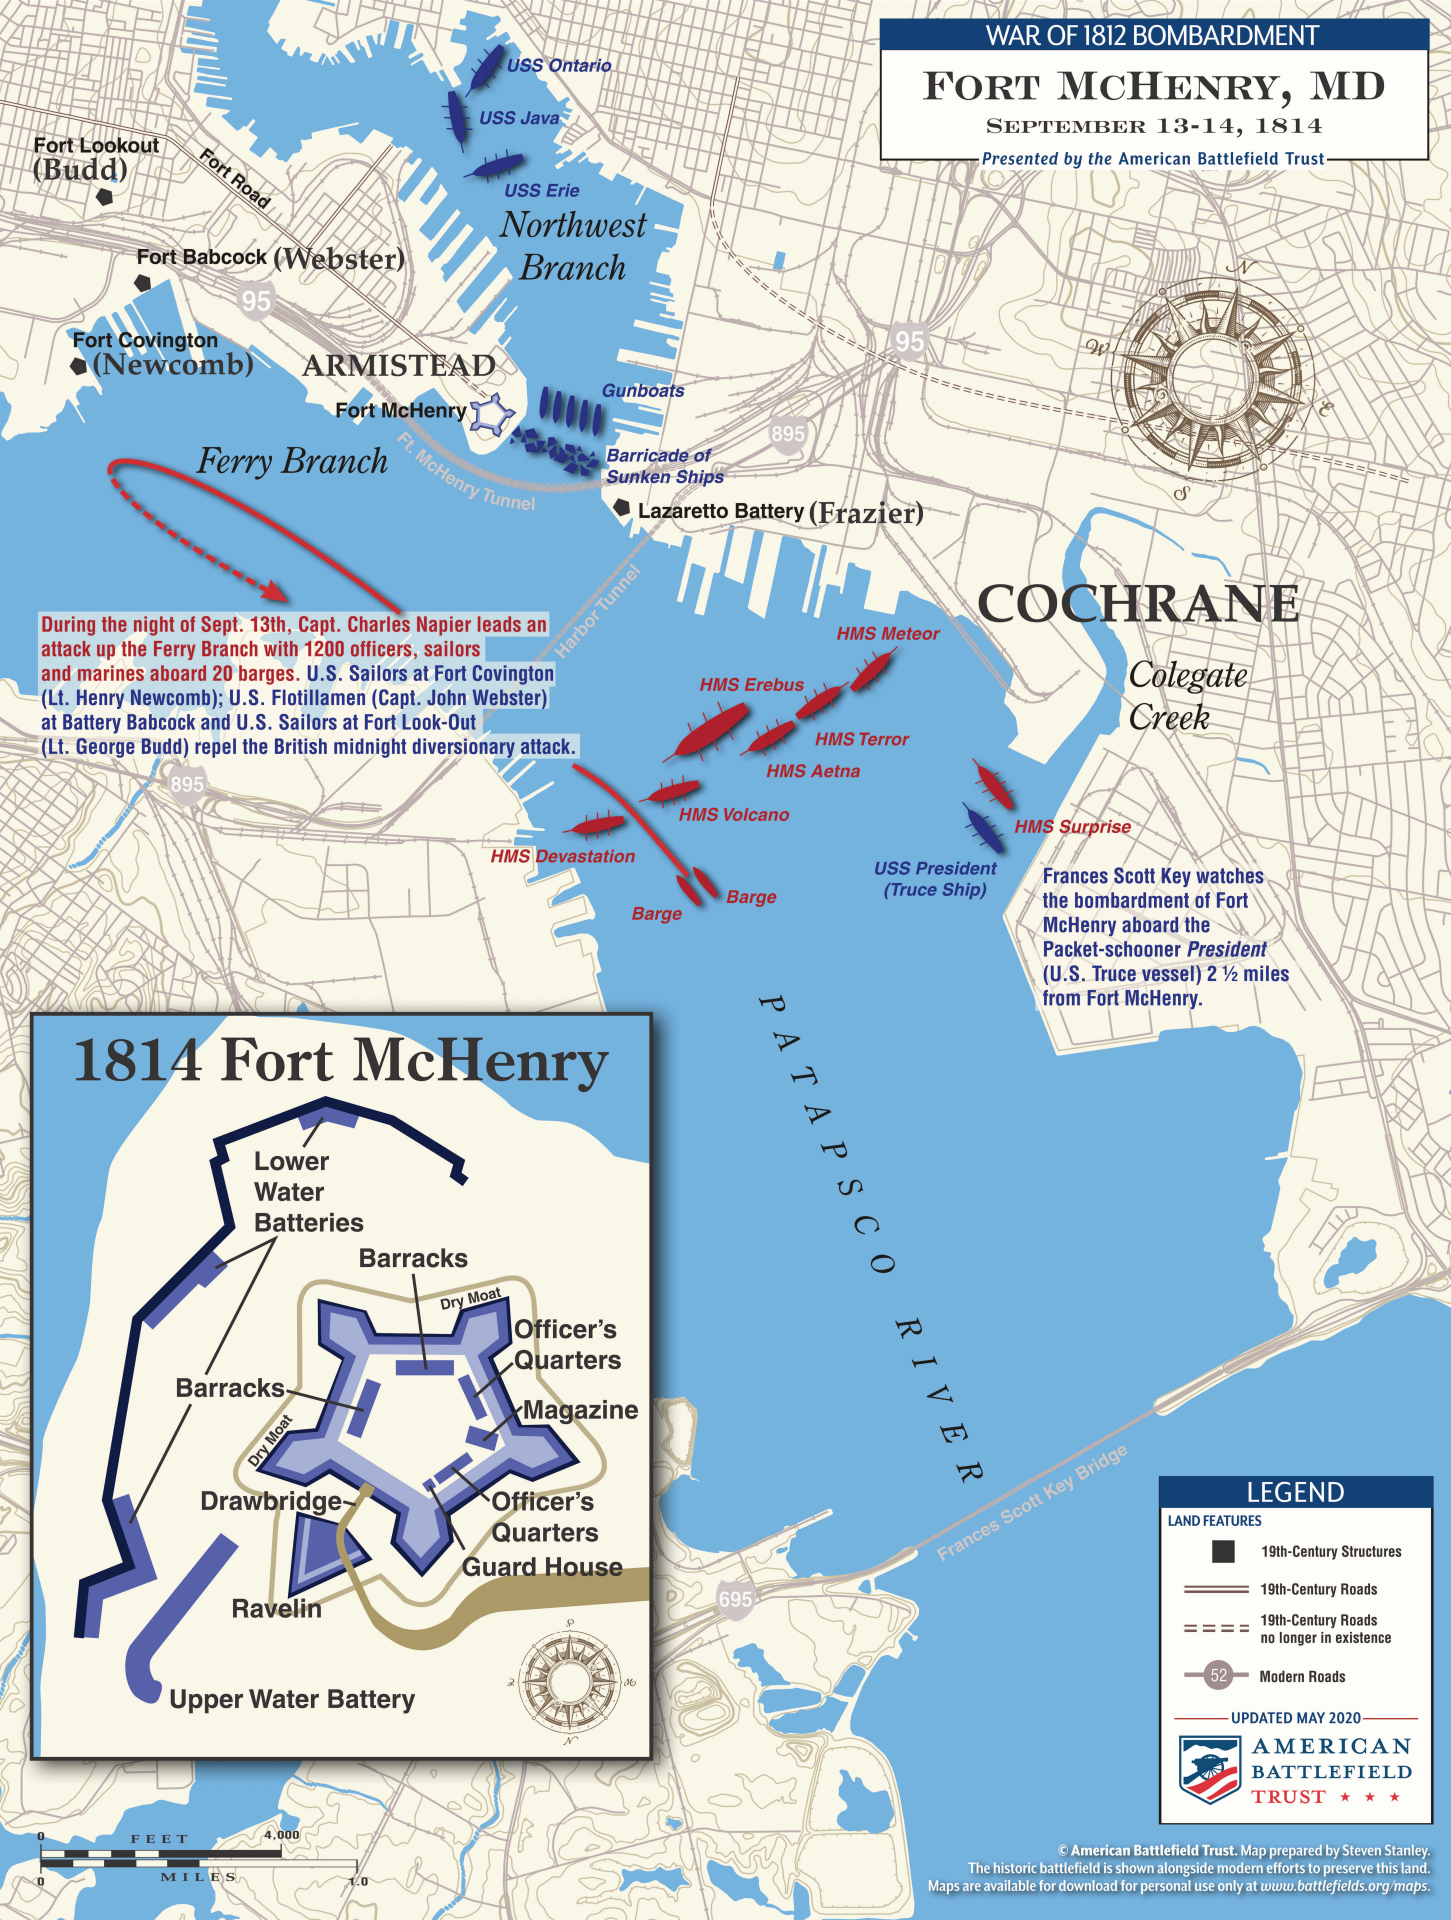 WAR OF 1812 BOMBARDMENT
FORT MCHENRY, MD
SEPTEMBER 13-14, 1814
Presented by the American Battlefield Trust
USS Ontario
USS Java
USS Erie
Northwest
Branch
Fort Lookout
(Budd)
Fort Road
Fort Babcock (Webster)
95
Fort Covington
(Newcomb)
ARMISTEAD
Fort McHenry
Gunboats
95
895
Barricade of
Sunken Ships
Ferry Branch
Ft. McHenry Tunnel
Lazaretto Battery (Frazier)
N
W
E
S
Harbor Tunnel
COCHRANE
Colegate
Creek
During the night of Sept. 13th, Capt. Charles Napier leads an
attack up the Ferry Branch with 1200 officers, sailors
and marines aboard 20 barges. U.S. Sailors at Fort Covington
(Lt. Henry Newcomb); U.S. Flotillamen (Capt. John Webster)
at Battery Babcock and U.S. Sailors at Fort Look-Out
(Lt. George Budd) repel the British midnight diversionary attack.
895
HMS Meteor
HMS Erebus
HMS Terror
HMS Aetna
HMS Volcano
HMS Devastation
Barge
Barge
HMS Surprise
USS President
(Truce Ship)
Frances Scott Key watches
the bombardment of Fort
McHenry aboard the
Packet-schooner President
(U.S. Truce vessel) 2 ½ miles
from Fort McHenry.
PATAPSCO RIVER
Frances Scott Key Bridge
695
1814 Fort McHenry
Lower
Water
Batteries
Barracks
Dry Moat
Officer's
Quarters
Barracks
Magazine
Dry Moat
Drawbridge
Officer's
Quarters
Guard House
Ravelin
Upper Water Battery
S
E
W
N
LEGEND
LAND FEATURES
19th-Century Structures
19th-Century Roads
19th-Century Roads
no longer in existence
52
Modern Roads
UPDATED MAY 2020
AMERICAN
BATTLEFIELD
TRUST
0 FEET 4,000
0 MILES 1.0
© American Battlefield Trust. Map prepared by Steven Stanley.
The historic battlefield is shown alongside modern efforts to preserve this land.
Maps are available for download for personal use only at www.battlefields.org/maps.